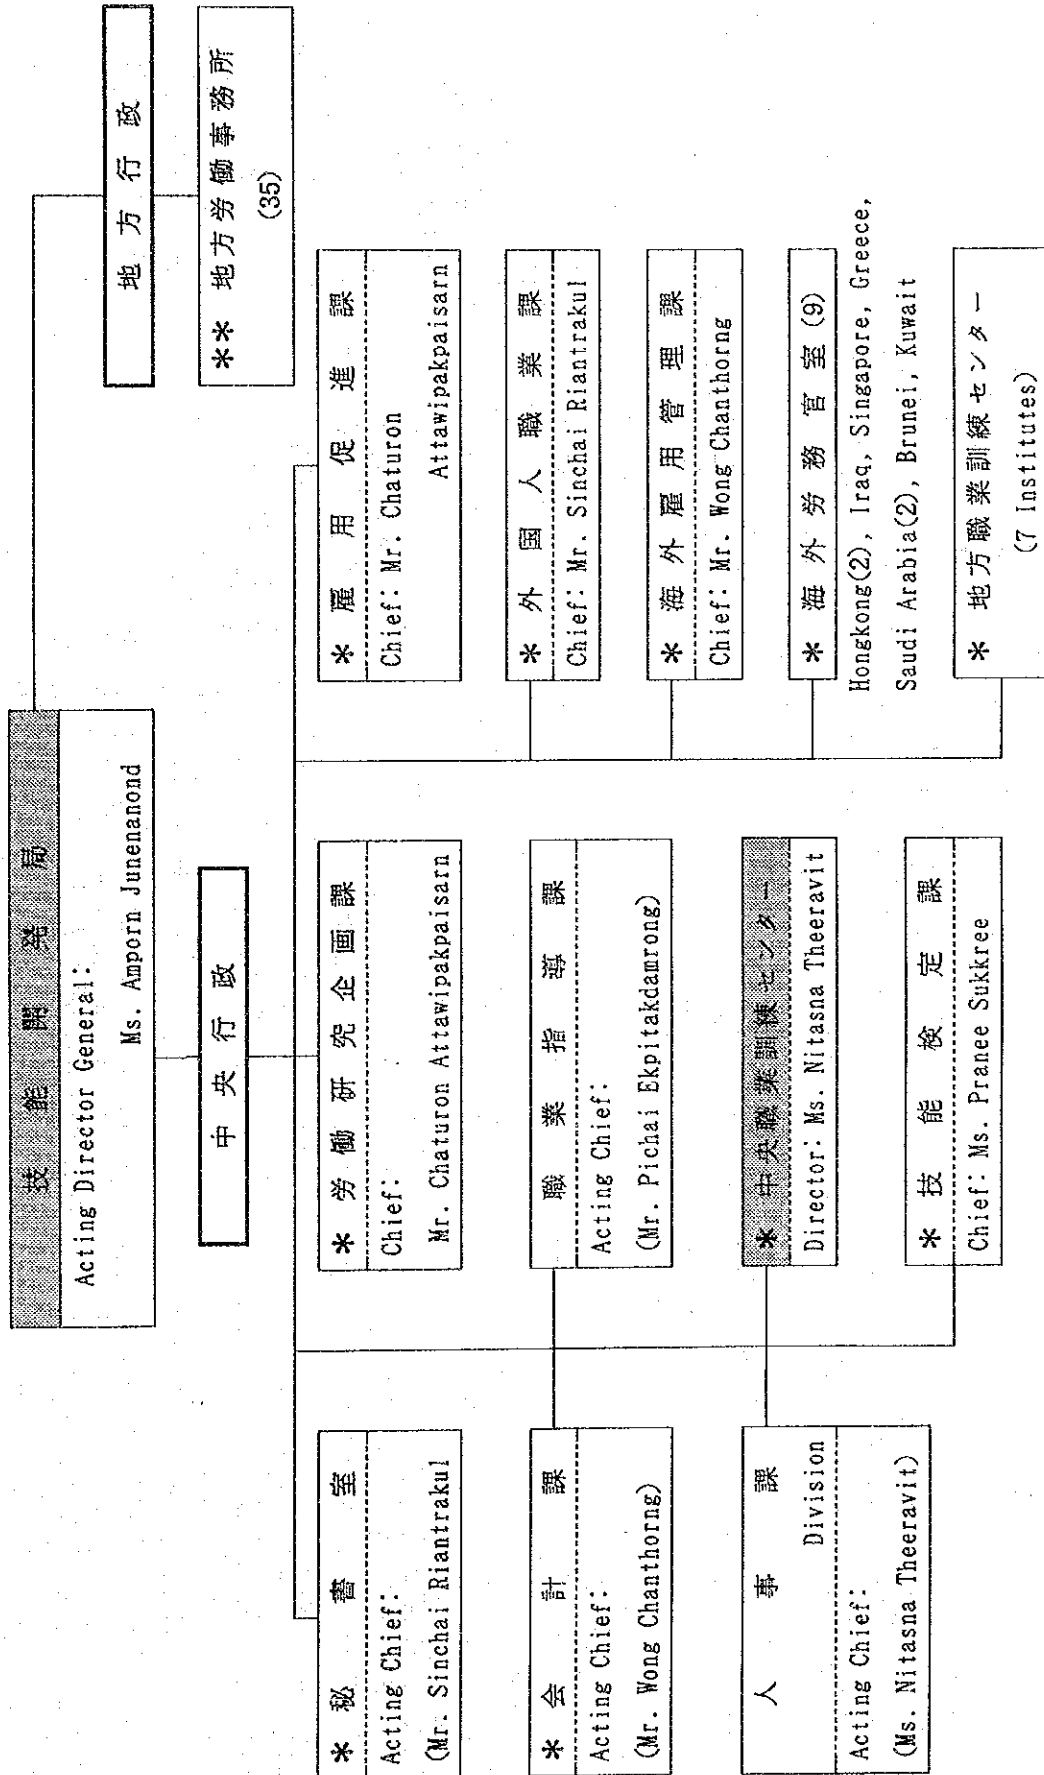 技能開発局
Acting Director General:
Ms. Amporn Junenanond
中央行政
地方行政
** 地方労働事務所
(35)
* 秘書室
Acting Chief:
(Mr. Sinchai Riantrakul
* 会計課
Acting Chief:
(Mr. Wong Chanthorng)
人事課
Division
Acting Chief:
(Ms. Nitasna Theeravit)
* 労働研究企画課
Chief:
Mr. Chaturon Attawipakpaisarn
職業指導課
Acting Chief:
(Mr. Pichai Ekpitakdamrong)
* 中央職業訓練センター
Director: Ms. Nitasna Theeravit
* 技能検定課
Chief: Ms. Pranee Sukkree
* 雇用促進課
Chief: Mr. Chaturon
Attawipakpaisarn
* 外国人職業課
Chief: Mr. Sinchai Riantrakul
* 海外雇用管理課
Chief: Mr. Wong Chanthorng
* 海外労務官室(9)
Hongkong(2), Iraq, Singapore, Greece,
Saudi Arabia(2), Brunei, Kuwait
* 地方職業訓練センター
(7 Institutes)